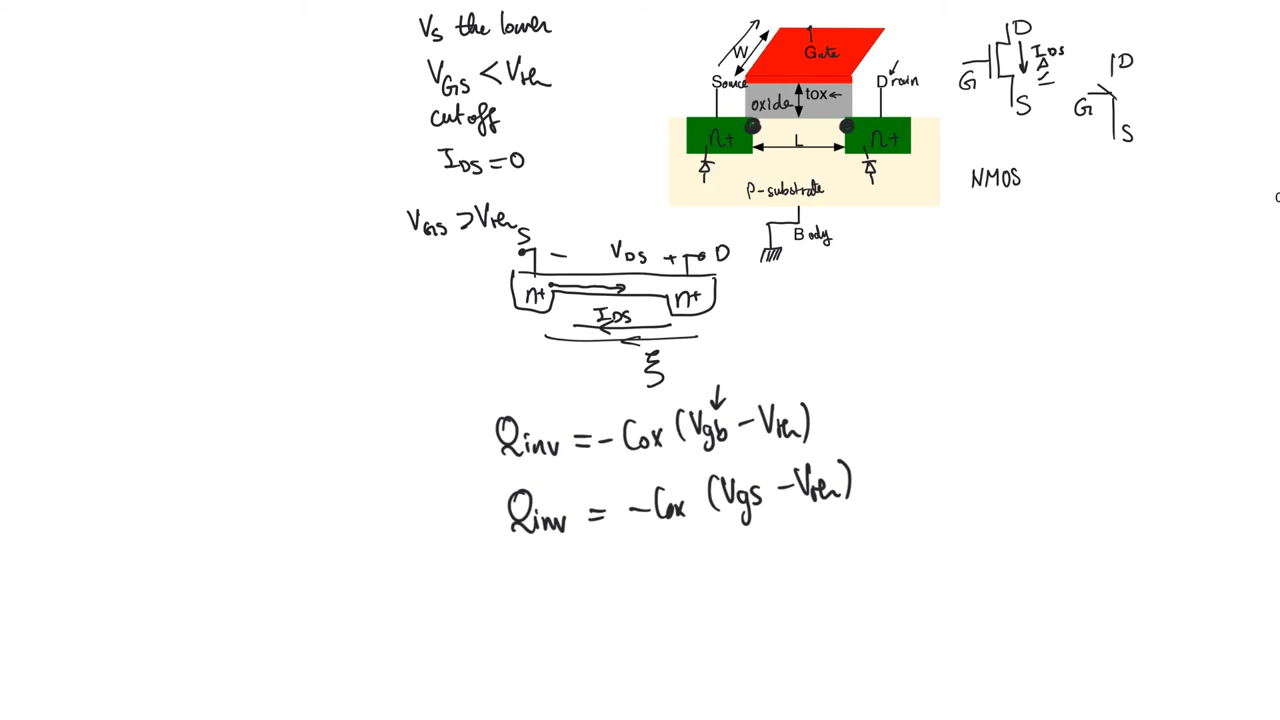 Vs the lower
VGS < Vth
cutoff
IDS = 0
VGS > Vth
W
Gate
Source
Drain
oxide
tox
n+
L
n+
p-substrate
Body
D
IDS
G
S
D
G
S
NMOS
S
− VDS +
D
n+
n+
IDS
ξ
Qinv = - Cox (Vgb - Vth)
Qinv = - Cox (Vgs - Vth)